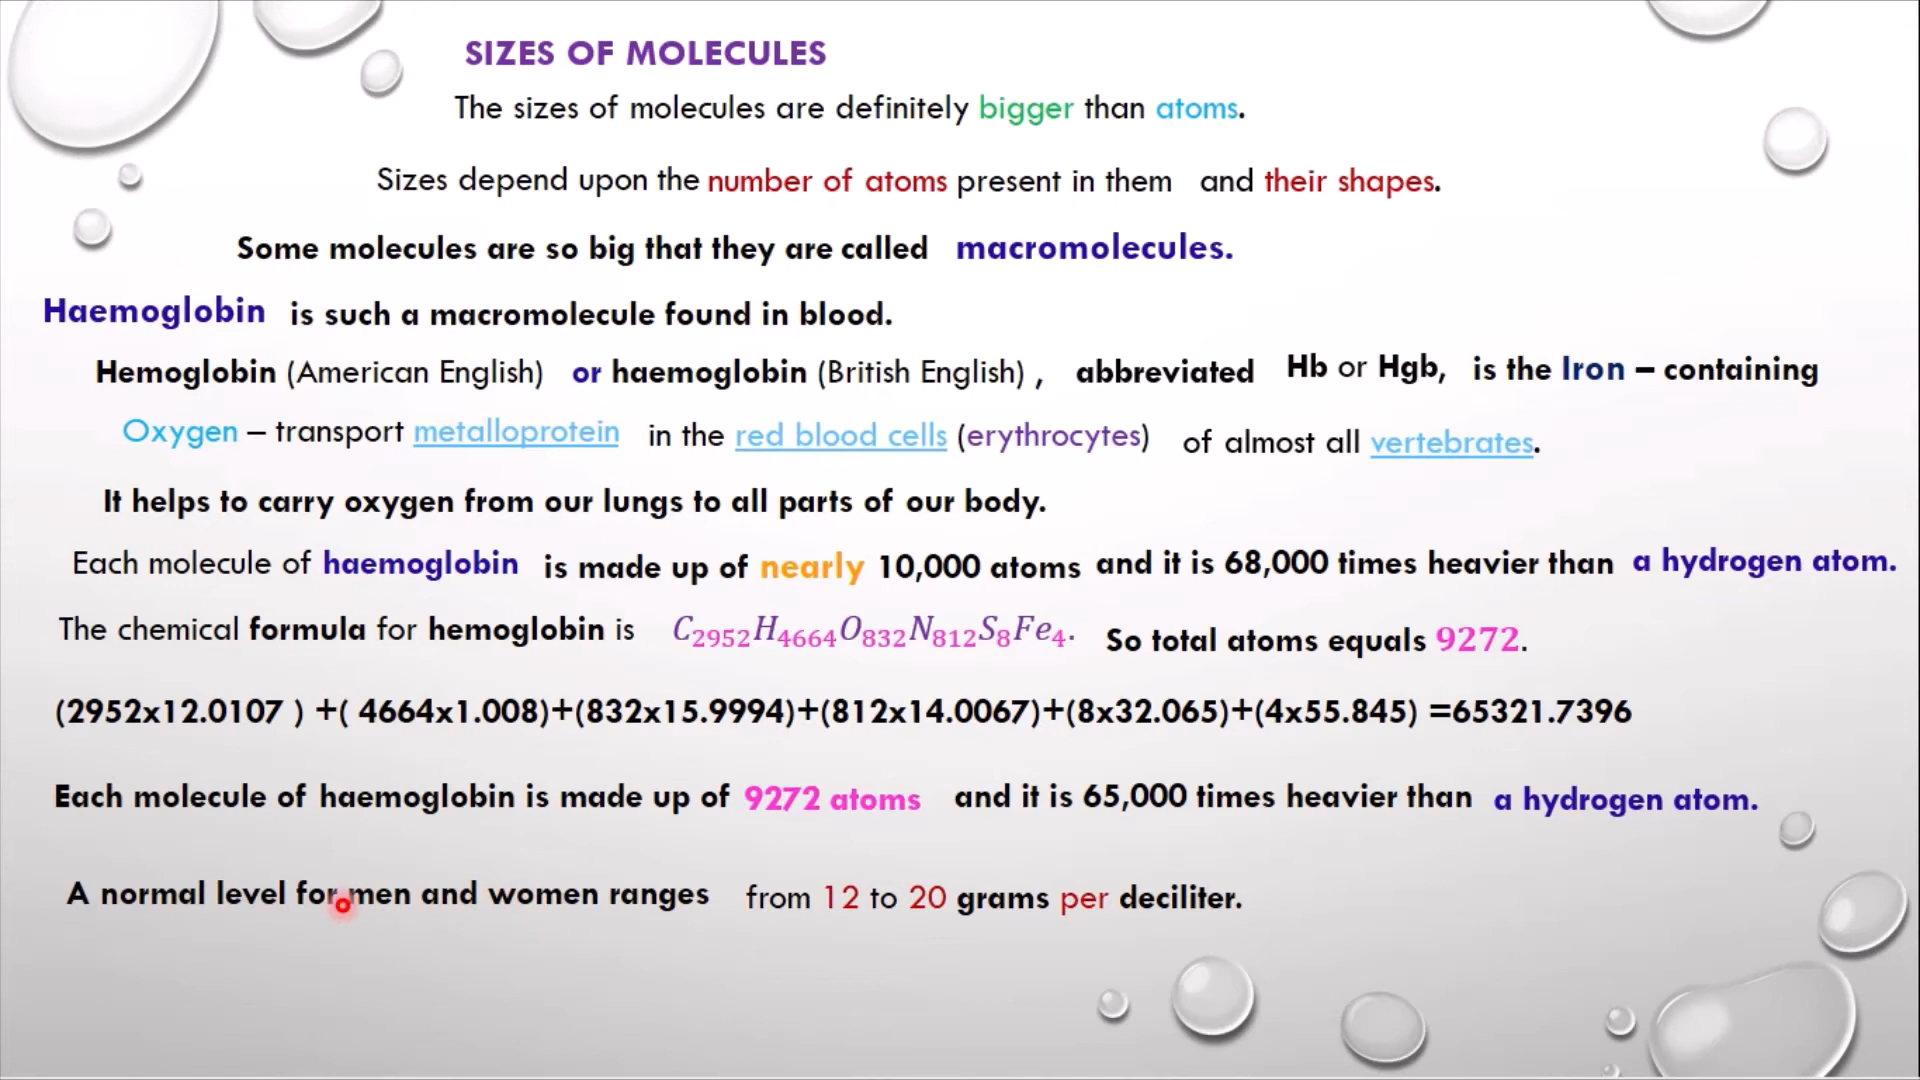 SIZES OF MOLECULES
The sizes of molecules are definitely bigger than atoms.
Sizes depend upon the number of atoms present in them and their shapes.
Some molecules are so big that they are called macromolecules.
Haemoglobin is such a macromolecule found in blood.
Hemoglobin (American English) or haemoglobin (British English) , abbreviated Hb or Hgb, is the Iron – containing
Oxygen – transport metalloprotein in the red blood cells (erythrocytes) of almost all vertebrates.
It helps to carry oxygen from our lungs to all parts of our body.
Each molecule of haemoglobin is made up of nearly 10,000 atoms and it is 68,000 times heavier than a hydrogen atom.
The chemical formula for hemoglobin is C₂₉₅₂H₄₆₆₄O₈₃₂N₈₁₂S₈Fe₄. So total atoms equals 9272.
(2952x12.0107 ) +( 4664x1.008)+(832x15.9994)+(812x14.0067)+(8x32.065)+(4x55.845) =65321.7396
Each molecule of haemoglobin is made up of 9272 atoms and it is 65,000 times heavier than a hydrogen atom.
A normal level for men and women ranges from 12 to 20 grams per deciliter.